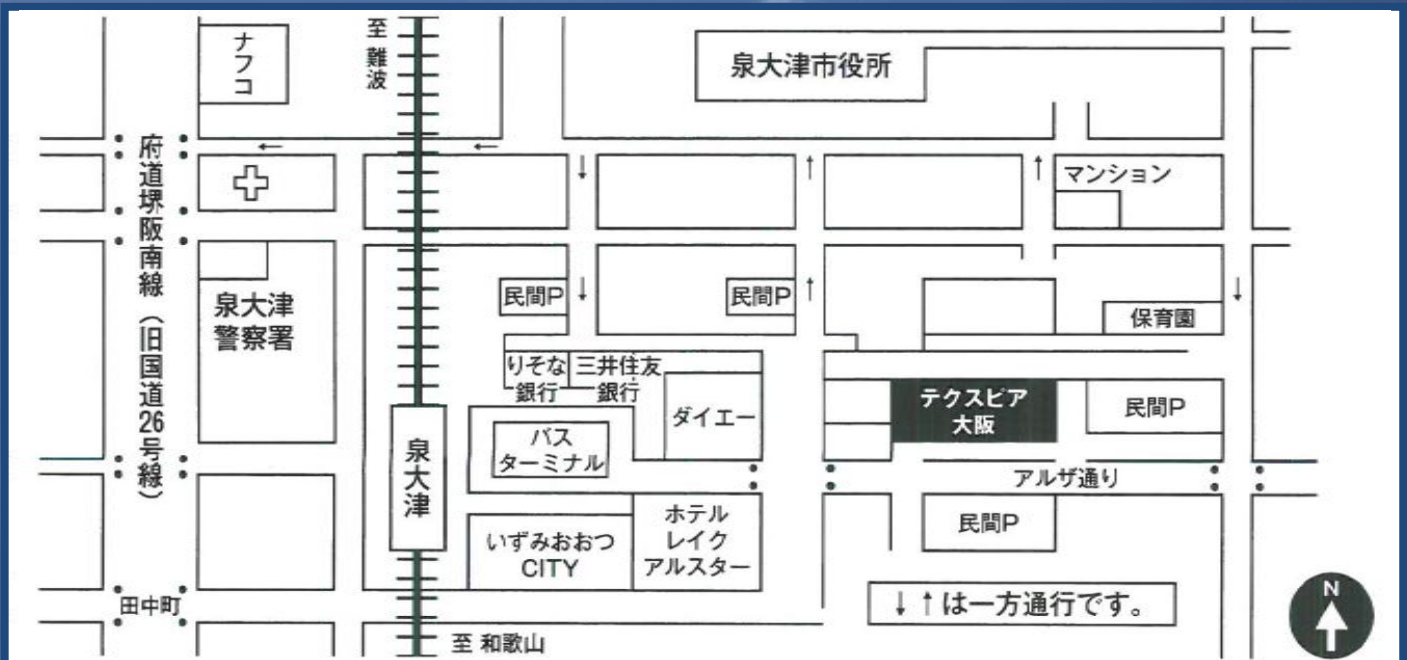 ナフコ
至 難波
泉大津市役所
府道堺阪南線（旧国道26号線）
マンション
泉大津
警察署
民間P
民間P
保育園
りそな
銀行
三井住友
銀行
ダイエー
テクスピア
大阪
民間P
バス
ターミナル
泉大津
アルザ通り
いずみおおつ
CITY
ホテル
レイク
アルスター
民間P
田中町
↓↑は一方通行です。
至 和歌山
N